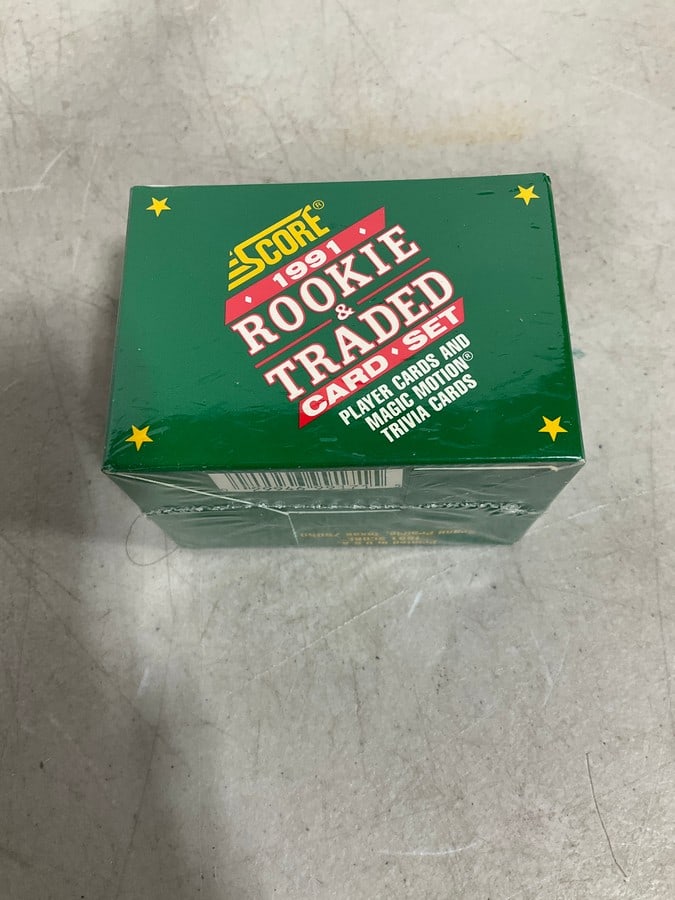 SCORE®
1991
ROOKIE
&
TRADED
CARD • SET
PLAYER CARDS AND
MAGIC MOTION®
TRIVIA CARDS